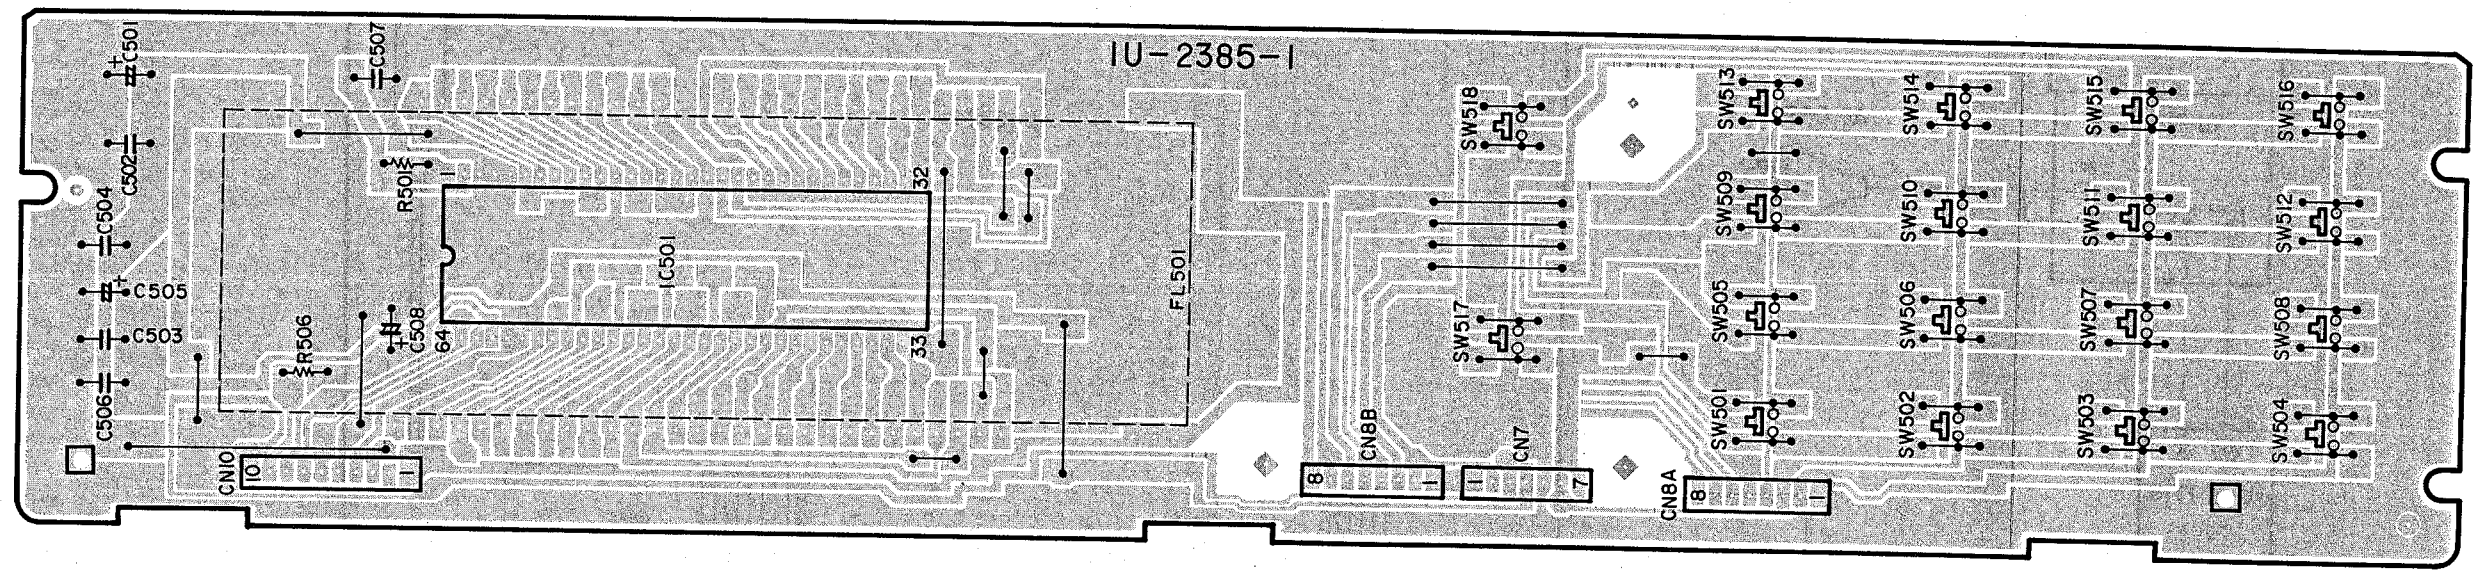 1U-2385-1
C501
+
C507
C502
R501
1
32
C504
IC501
FL501
+
C505
C503
R506
C508
+
64
33
C506
CN10
10
1
SW518
SW513
SW514
SW515
SW516
SW509
SW510
SW511
SW512
SW517
SW505
SW506
SW507
SW508
SW501
SW502
SW503
SW504
CN8B
8
1
CN7
1
7
CN8A
8
1